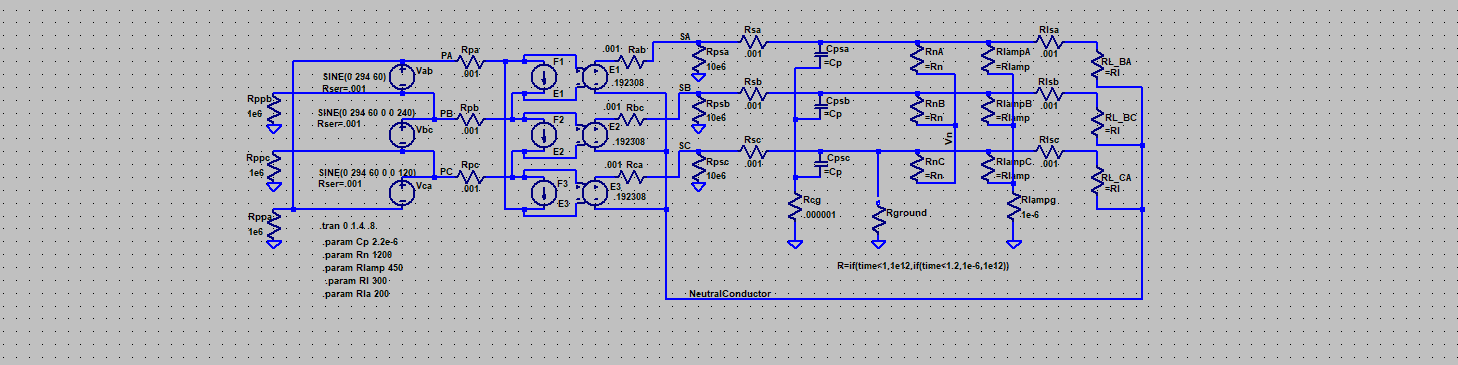 PA
Rpa
.001
SINE(0 294 60)
Rser=.001
Vab
Rppb
1e6
PB
Rpb
.001
SINE(0 294 60 0 0 240)
Rser=.001
Vbc
Rppc
1e6
PC
Rpc
.001
SINE(0 294 60 0 0 120)
Rser=.001
Vca
Rppa
1e6
.tran 0 1.4 .8
.param Cp 2.2e-6
.param Rn 1200
.param Rlamp 450
.param Rl 300
.param Rla 200
F1
E1
E1
.192308
.001
Rab
F2
E2
E2
.192308
.001
Rbc
F3
E3
E3
.192308
.001
Rca
SA
Rpsa
10e6
Rsa
.001
Cpsa
=Cp
RnA
=Rn
RlampA
=Rlamp
Rlsa
.001
RL_BA
=Rl
SB
Rpsb
10e6
Rsb
.001
Cpsb
=Cp
RnB
=Rn
RlampB
=Rlamp
Rlsb
.001
RL_BC
=Rl
SC
Rpsc
10e6
Rsc
.001
Cpsc
=Cp
RnC
=Rn
RlampC
=Rlamp
Rlsc
.001
RL_CA
=Rl
Vn
Rcg
.000001
Rground
Rlampg
1e-6
R=if(time<1,1e12,if(time<1.2,1e-6,1e12))
NeutralConductor